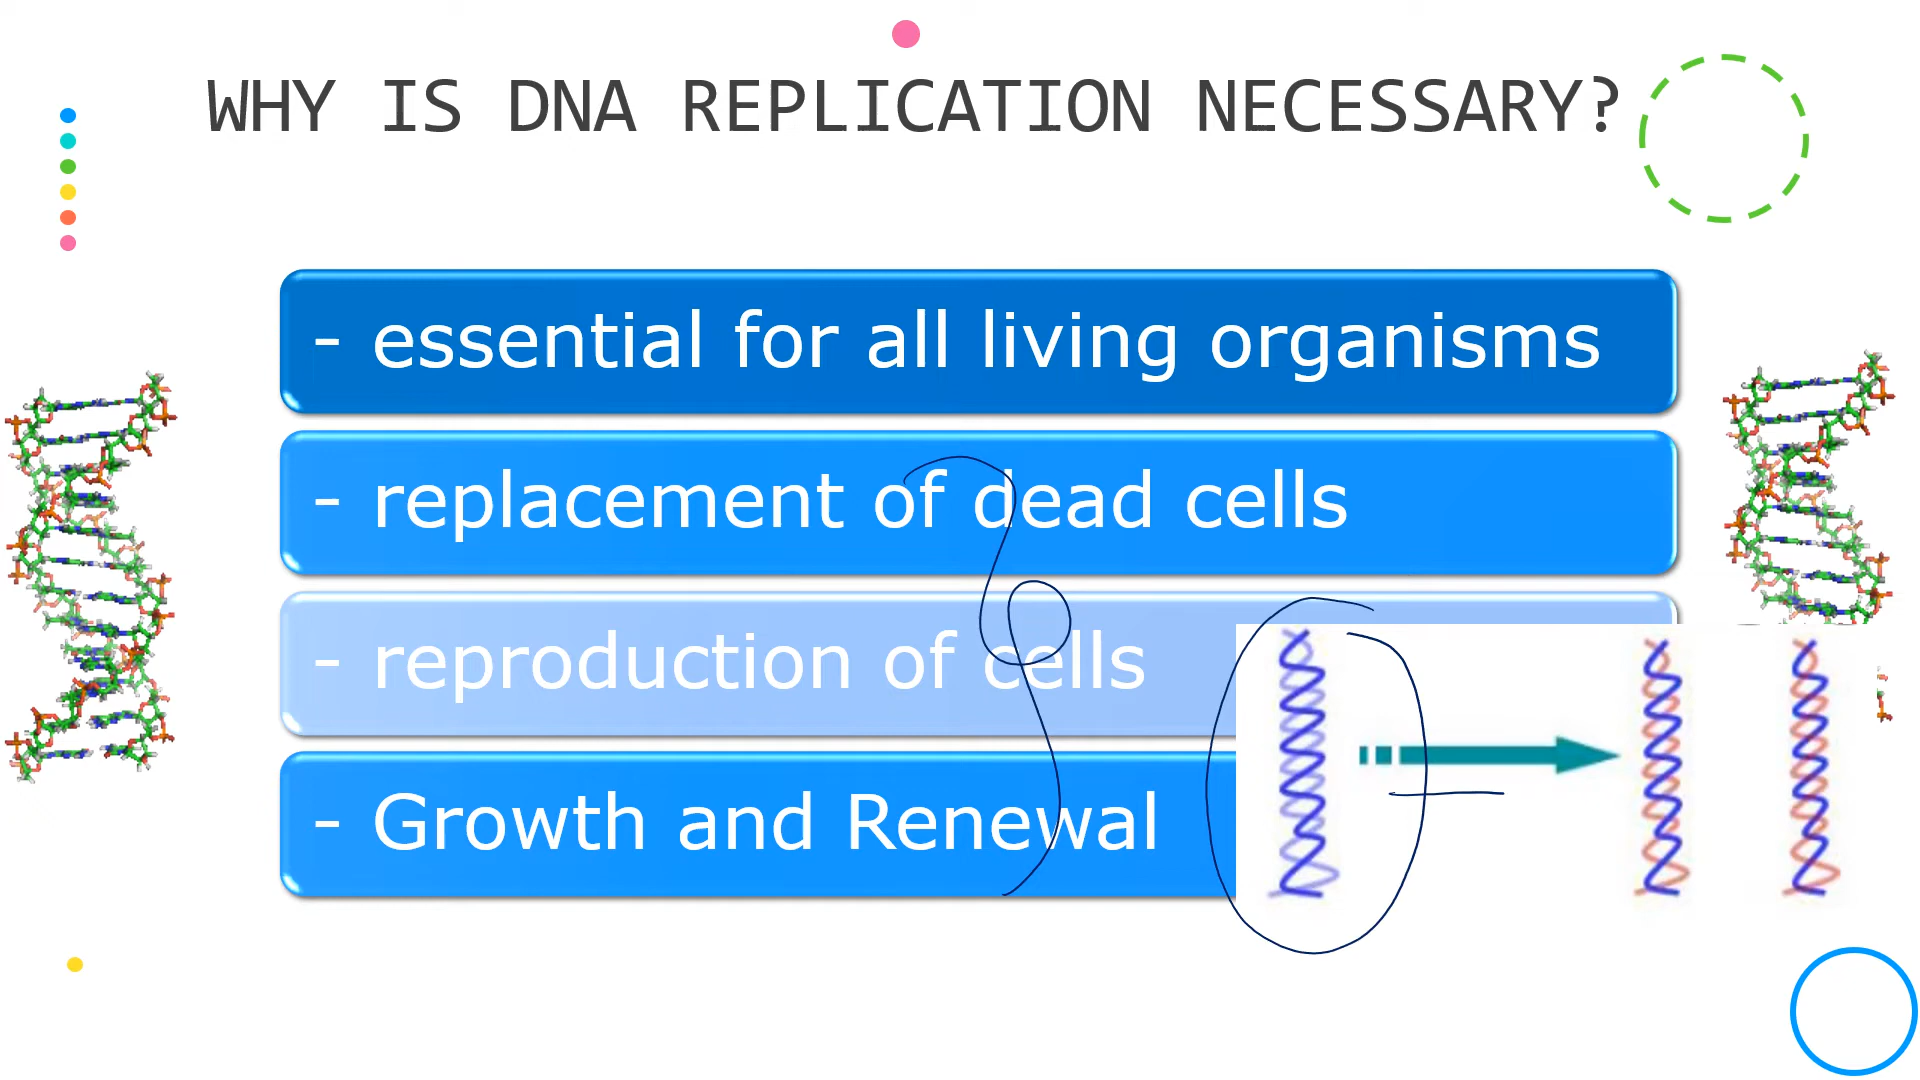 WHY IS DNA REPLICATION NECESSARY?
- essential for all living organisms
- replacement of dead cells
- reproduction of cells
- Growth and Renewal